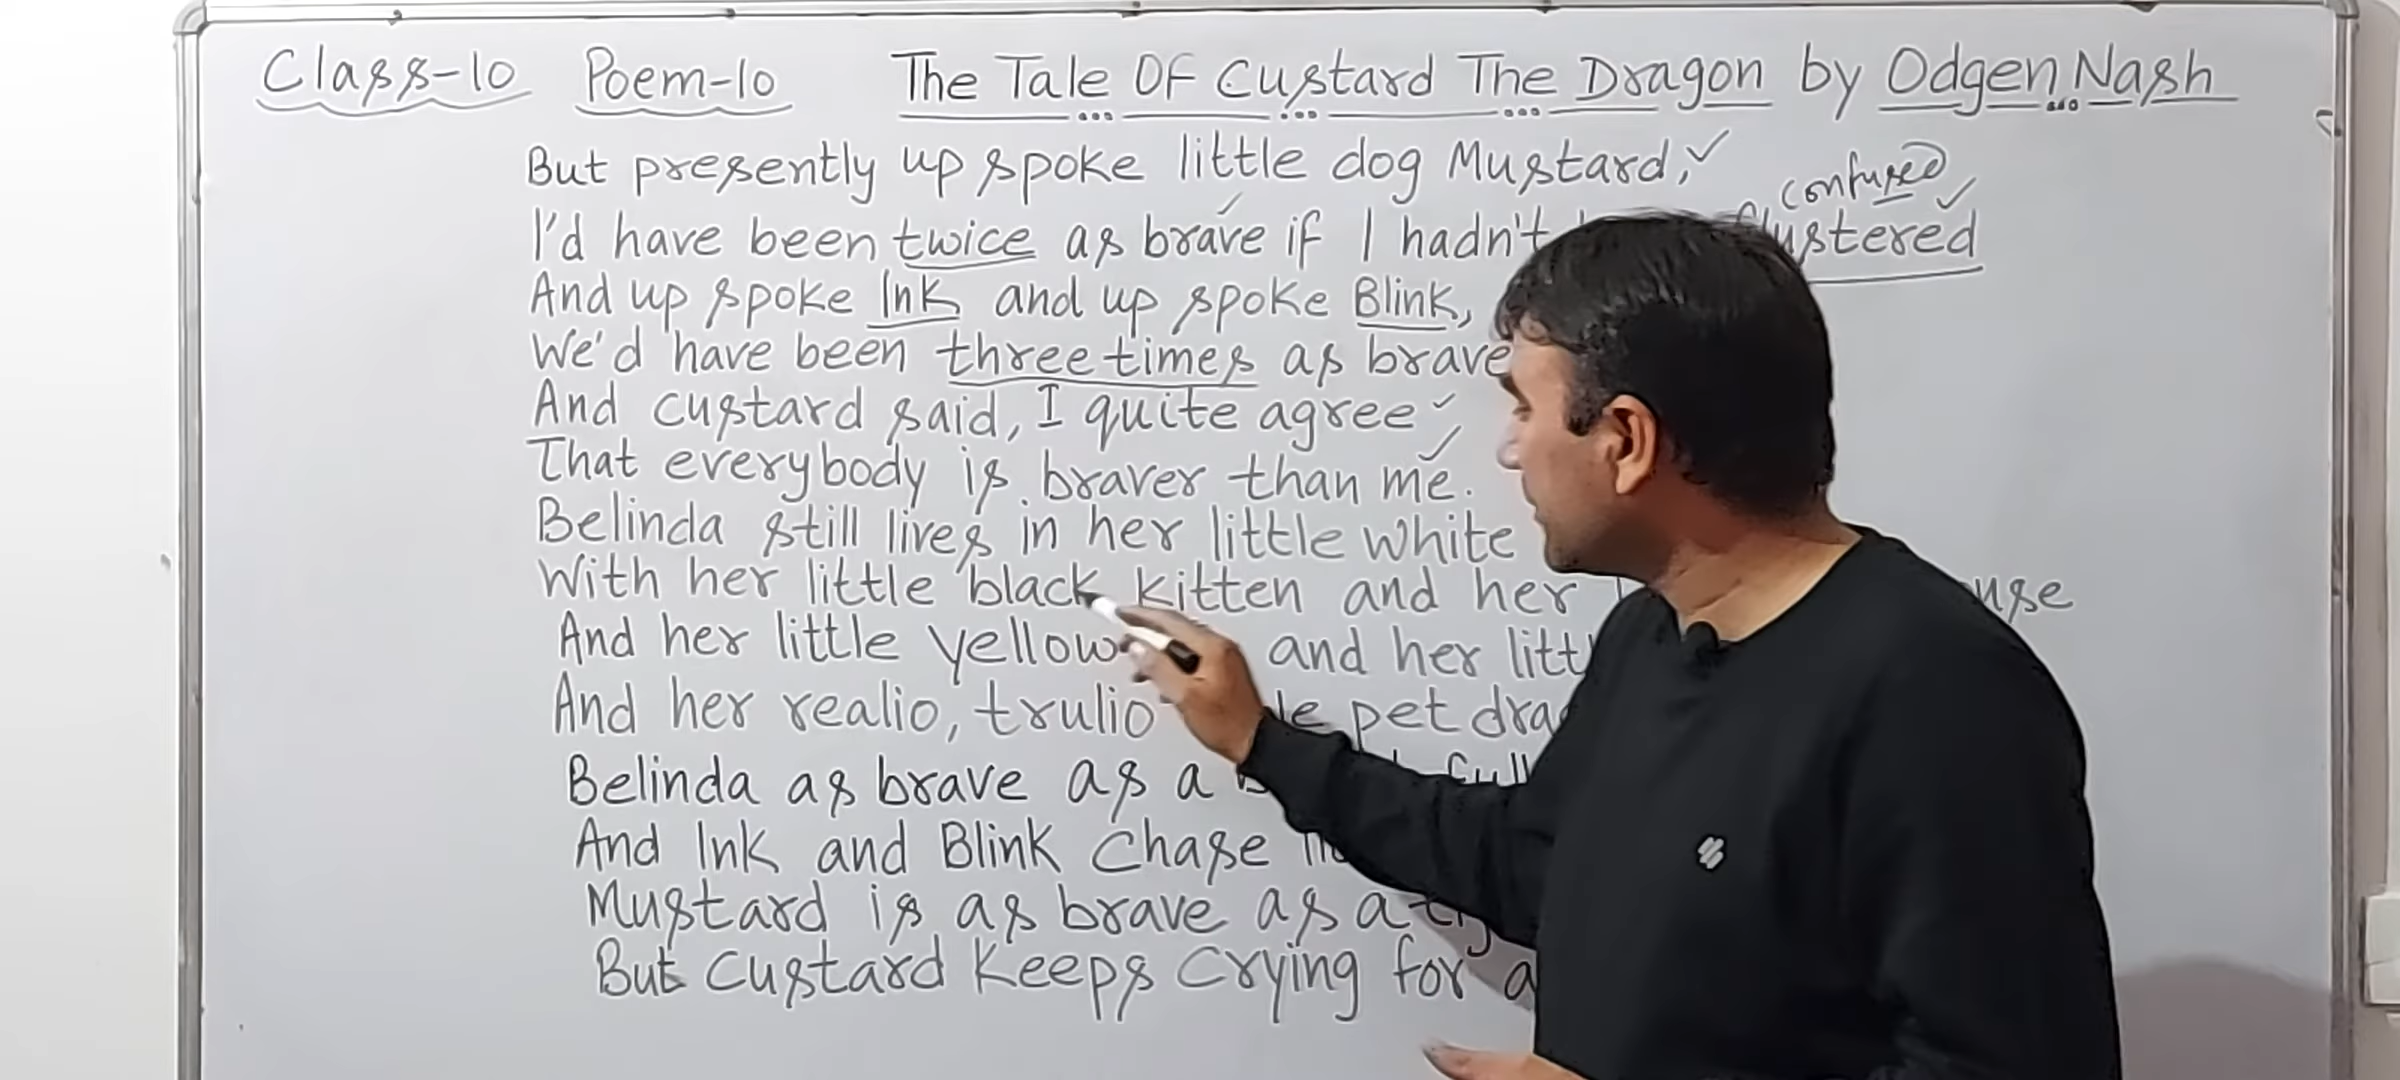 Class-10 Poem-10 The Tale OF Custard The Dragon by Odgen Nash
But presently up spoke little dog Mustard,
confused
I'd have been twice as brave if I hadn't flustered
And up spoke Ink and up spoke Blink,
We'd have been three times as brave
And custard said, I quite agree
That everybody is braver than me.
Belinda still lives in her little white
With her little black kitten and her
And her little yellow and her
And her realio, trulio pet
Belinda as brave as a
And Ink and Blink Chase
Mustard is as brave as a
But Custard Keeps Crying for a